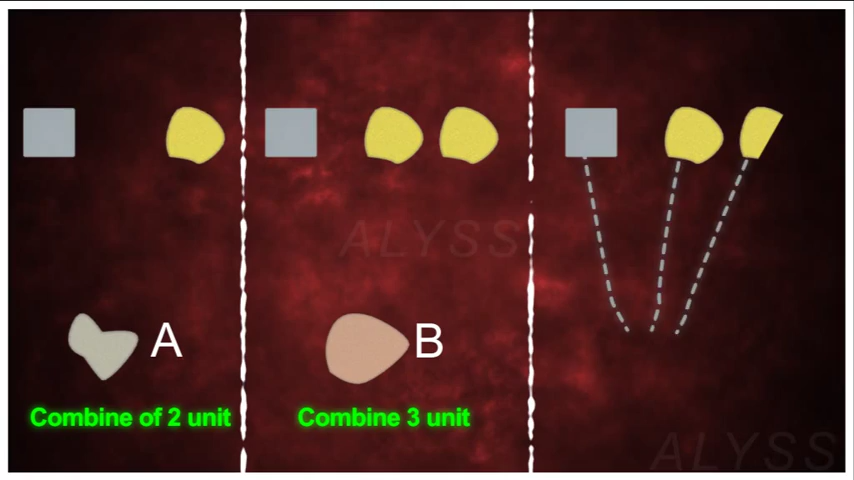 ALYSS
A
B
Combine of 2 unit
Combine 3 unit
ALYSS